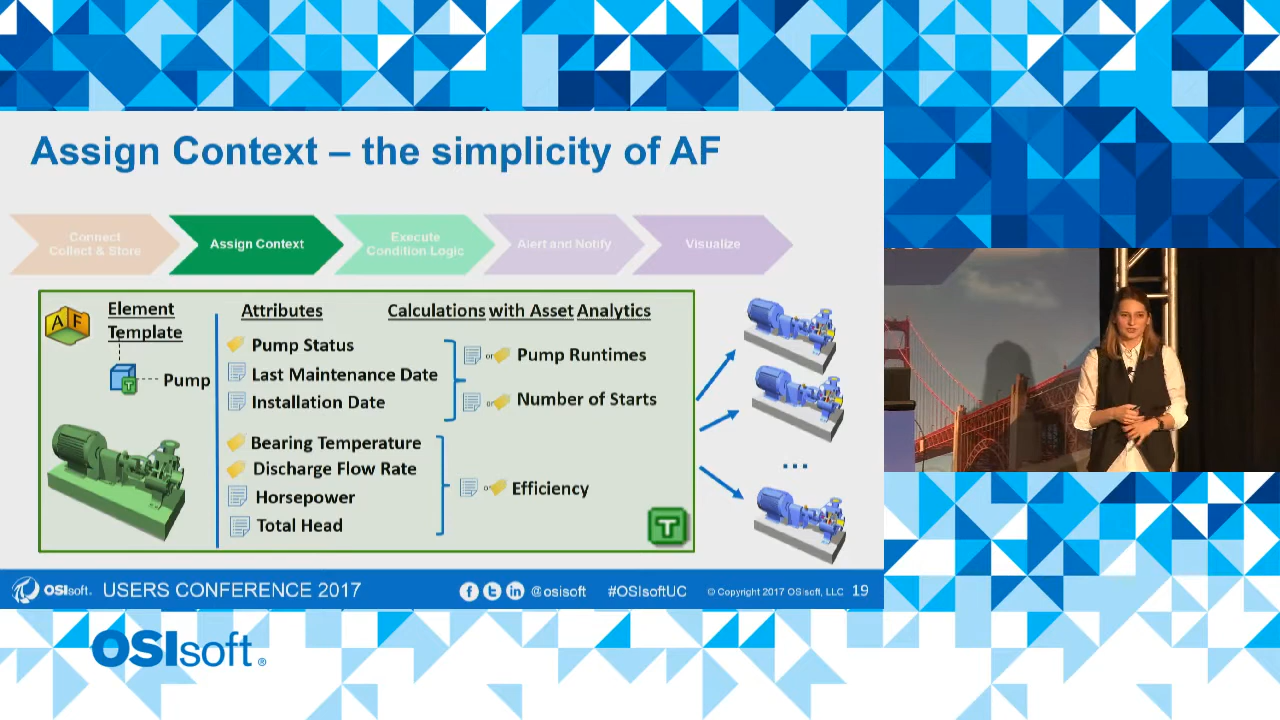 Assign Context – the simplicity of AF
Connect
Collect & Store
Assign Context
Execute
Condition Logic
Alert and Notify
Visualize
AF
Element
Template
Pump
Attributes
Pump Status
Last Maintenance Date
Installation Date
Bearing Temperature
Discharge Flow Rate
Horsepower
Total Head
Calculations with Asset Analytics
or
Pump Runtimes
or
Number of Starts
or
Efficiency
...
T
T
OSIsoft. USERS CONFERENCE 2017
@osisoft
#OSIsoftUC
© Copyright 2017 OSIsoft, LLC
19
OSIsoft®